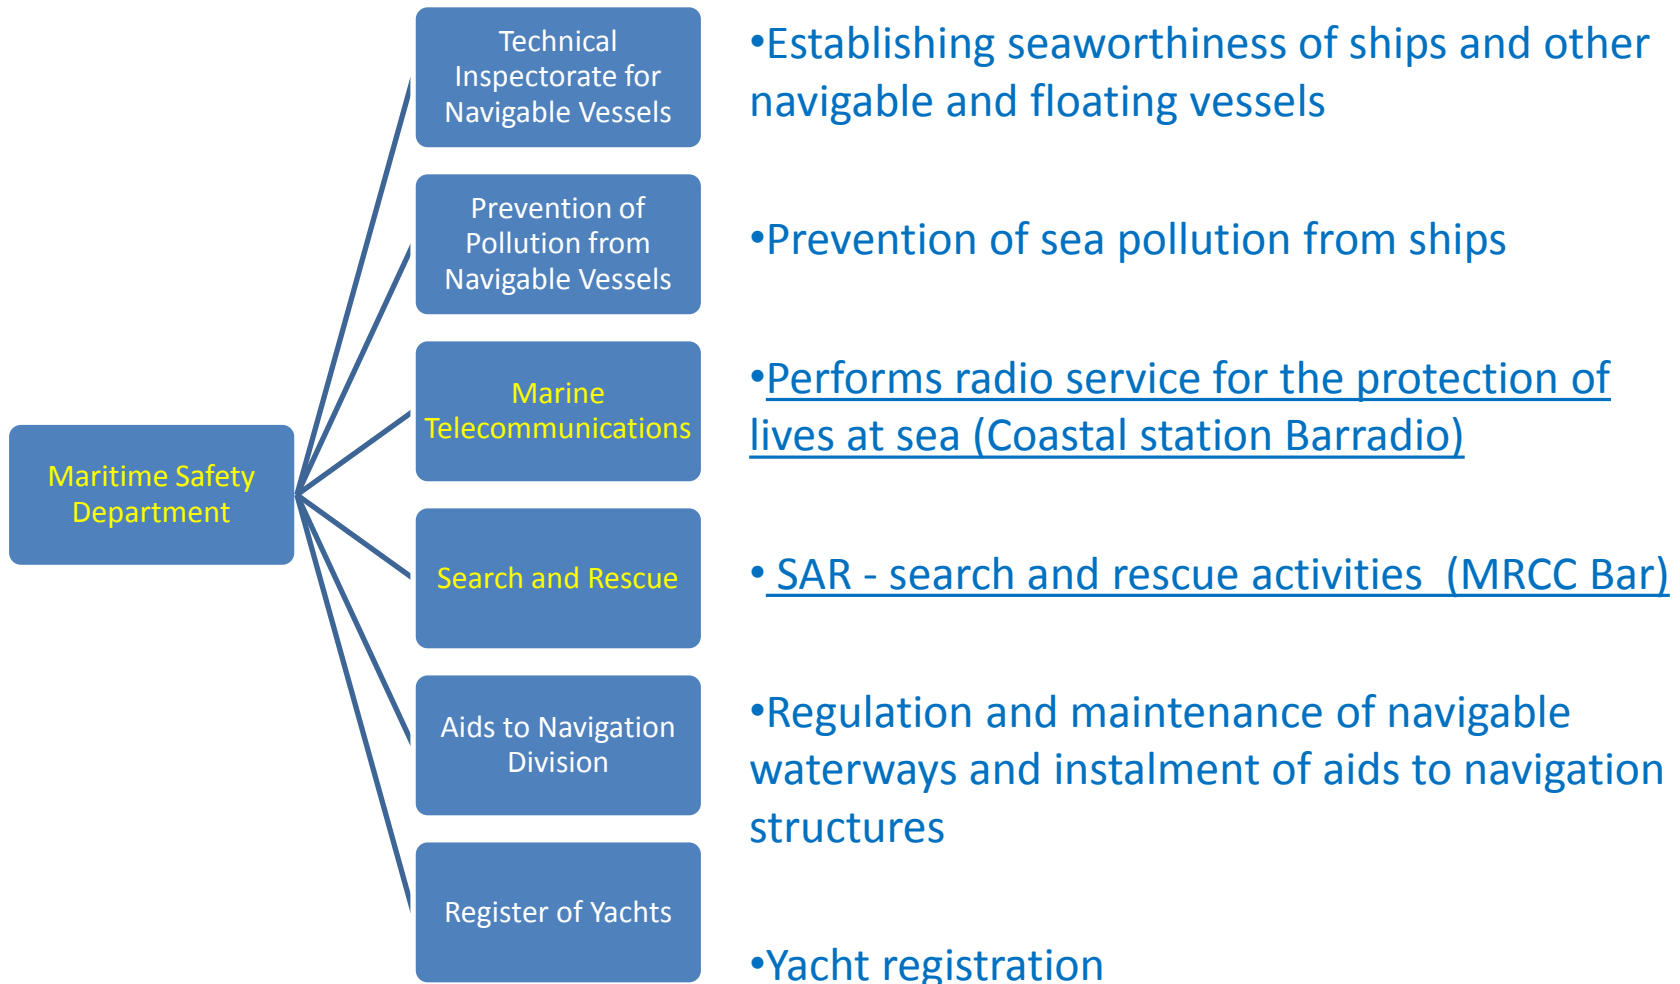 Maritime Safety
Department
Technical
Inspectorate for
Navigable Vessels
•Establishing seaworthiness of ships and other
navigable and floating vessels
Prevention of
Pollution from
Navigable Vessels
•Prevention of sea pollution from ships
Marine
Telecommunications
•Performs radio service for the protection of
lives at sea (Coastal station Barradio)
Search and Rescue
• SAR - search and rescue activities  (MRCC Bar)
Aids to Navigation
Division
•Regulation and maintenance of navigable
waterways and instalment of aids to navigation
structures
Register of Yachts
•Yacht registration